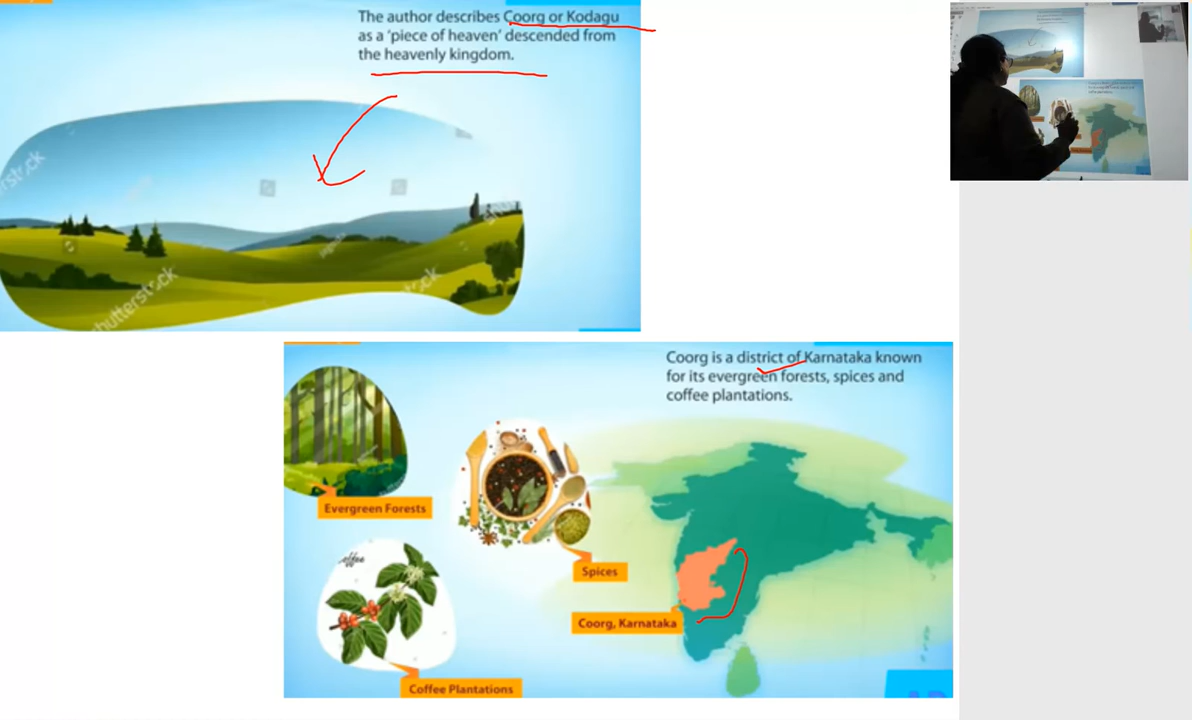 The author describes Coorg or Kodagu
as a ‘piece of heaven’ descended from
the heavenly kingdom.
shutterstock
Coorg is a district of Karnataka known
for its evergreen forests, spices and
coffee plantations.
Evergreen Forests
Spices
Coorg, Karnataka
Coffee Plantations